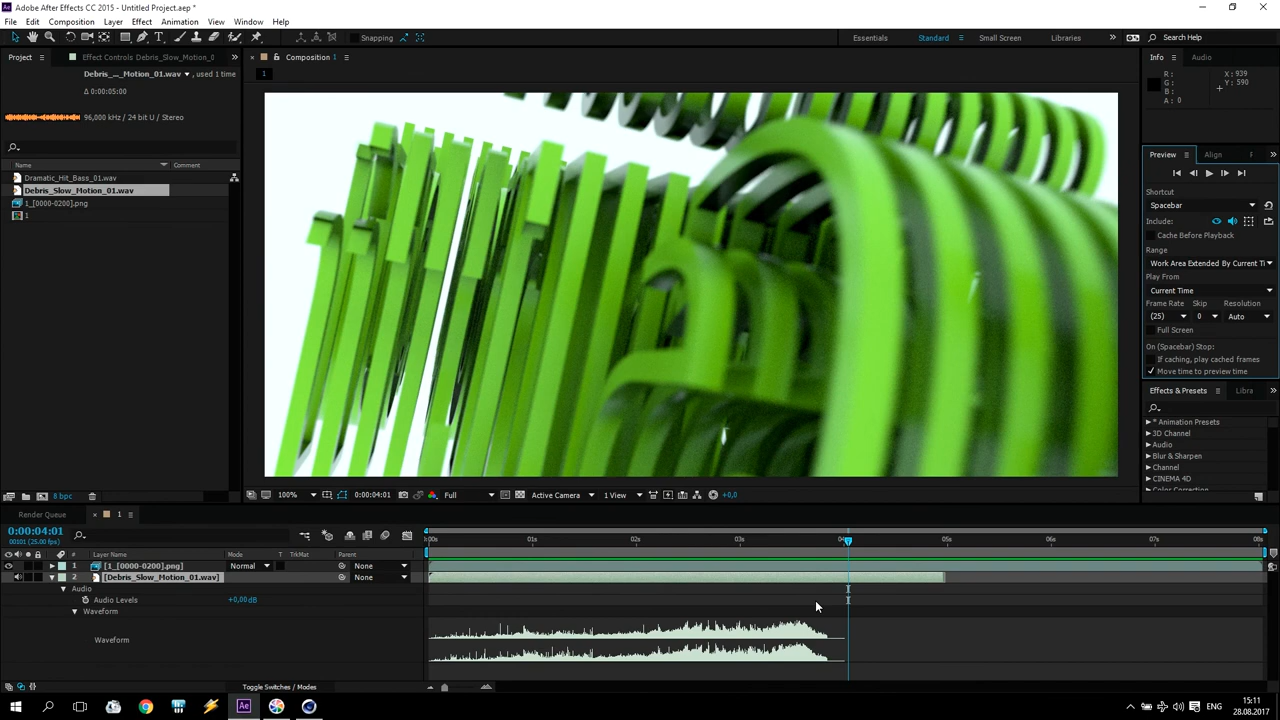 Adobe After Effects CC 2015 - Untitled Project.aep *
File Edit Composition Layer Effect Animation View Window Help
Snapping
Essentials Standard Small Screen Libraries Search Help
Project Effect Controls Debris_Slow_Motion_0
Composition 1
Info Audio
Debris_..._Motion_01.wav , used 1 time
1
Δ 0:00:05:00
96,000 kHz / 24 bit U / Stereo
R :
G :
B :
A : 0
X : 939
Y : 590
Name Comment
Dramatic_Hit_Bass_01.wav
Debris_Slow_Motion_01.wav
1_[0000-0200].png
1
Preview Align
Shortcut
Spacebar
Include:
Cache Before Playback
Range
Work Area Extended By Current Ti
Play From
Current Time
Frame Rate Skip Resolution
(25) 0 Auto
Full Screen
On (Spacebar) Stop:
If caching, play cached frames
Move time to preview time
Effects & Presets Libra
* Animation Presets
3D Channel
Audio
Blur & Sharpen
Channel
CINEMA 4D
Color Correction
8 bpc
100% 0:00:04:01 Full Active Camera 1 View +0,0
Render Queue 1
0:00:04:01
00101 (25.00 fps)
:00s 01s 02s 03s 04s 05s 06s 07s 08s
# Layer Name Mode T TrkMat Parent
1 [1_[0000-0200].png] Normal None
2 [Debris_Slow_Motion_01.wav] None
Audio
Audio Levels +0,00dB
Waveform
Waveform
Toggle Switches / Modes
ENG
15:11
28.08.2017